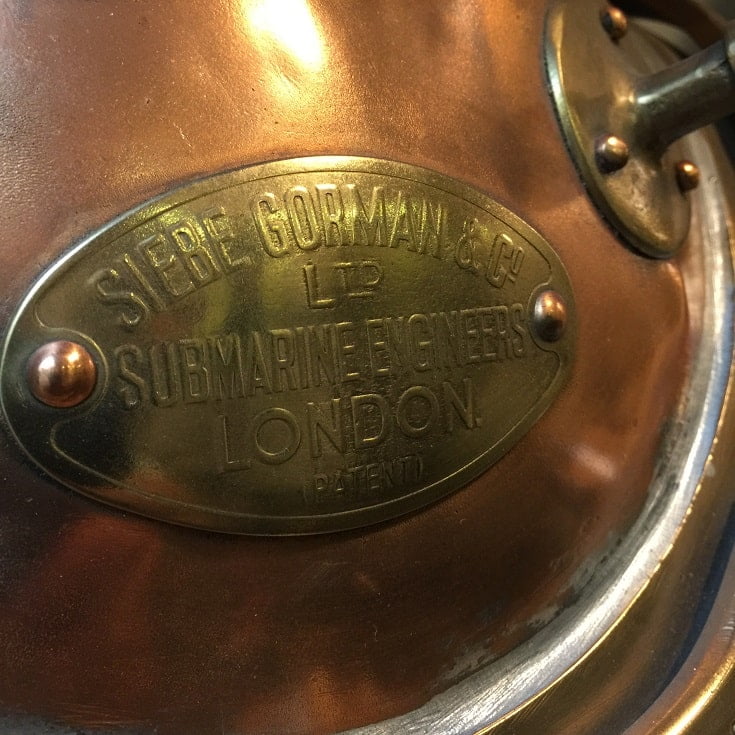 SIEBE GORMAN & Cº
LTD
SUBMARINE ENGINEERS
LONDON.
(PATENT)